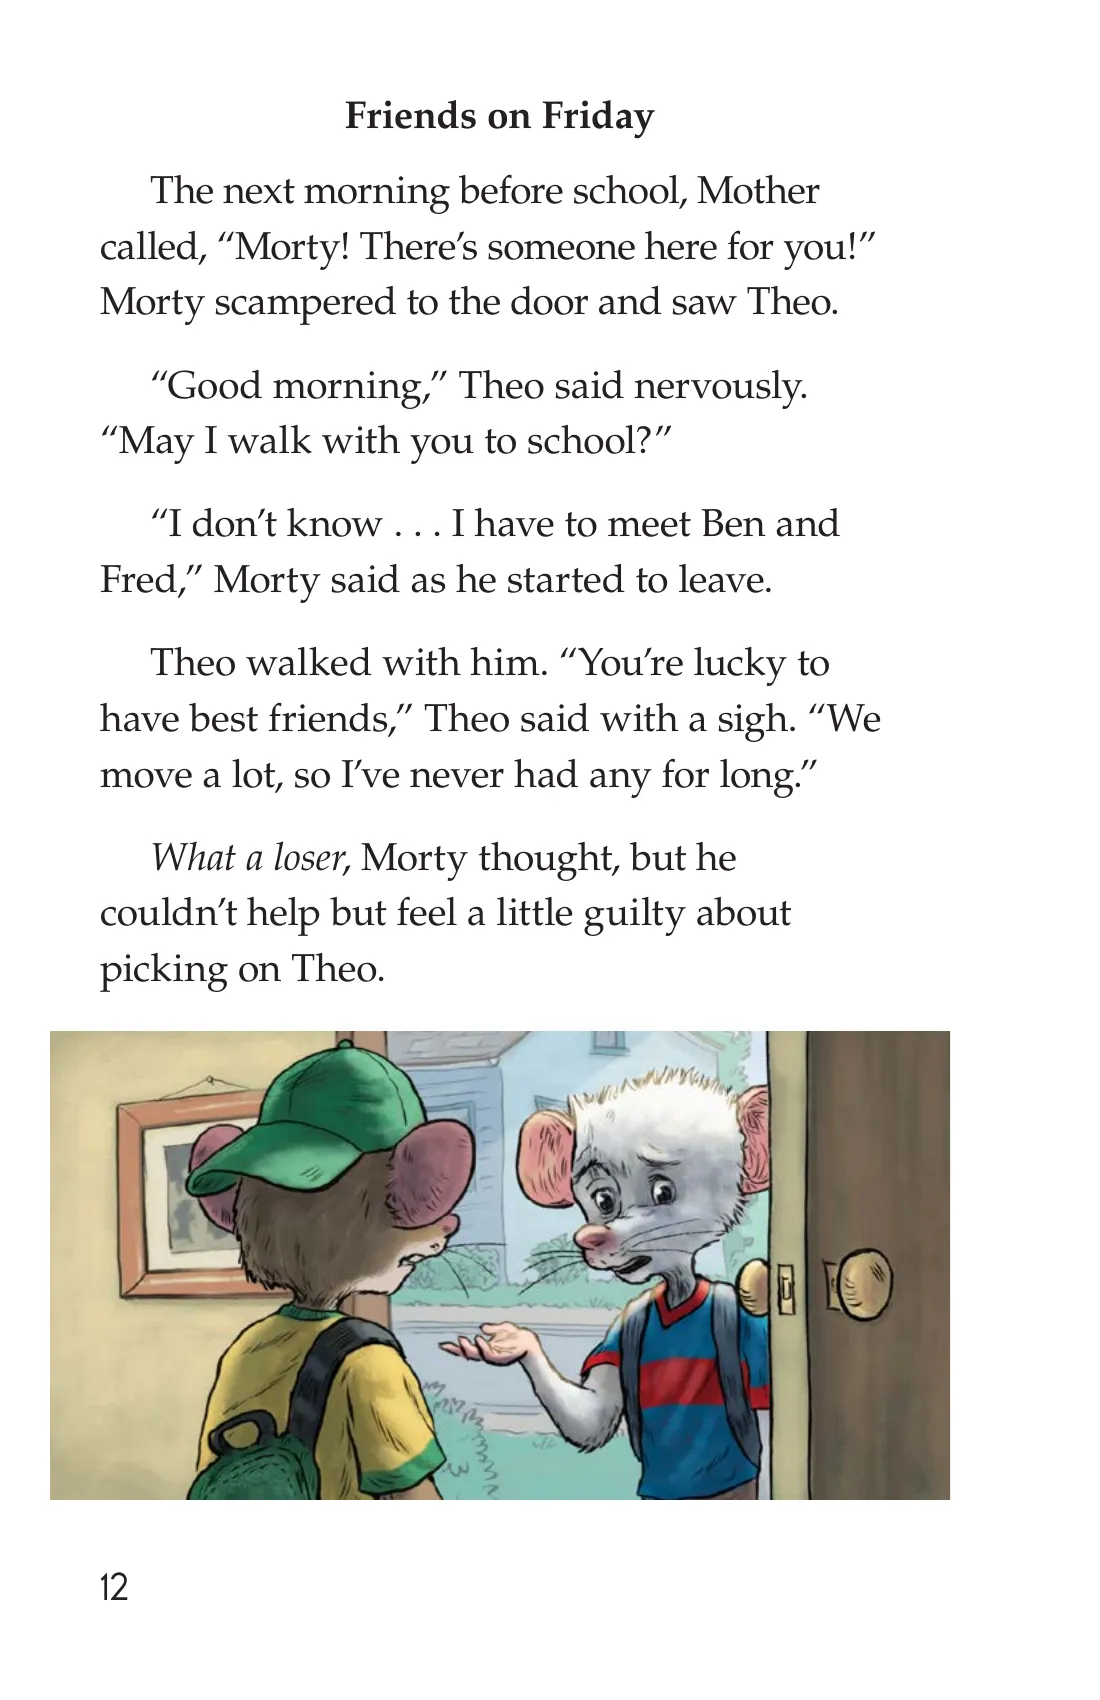 Friends on Friday
The next morning before school, Mother
called, “Morty! There’s someone here for you!”
Morty scampered to the door and saw Theo.
“Good morning,” Theo said nervously.
“May I walk with you to school?”
“I don’t know . . . I have to meet Ben and
Fred,” Morty said as he started to leave.
Theo walked with him. “You’re lucky to
have best friends,” Theo said with a sigh. “We
move a lot, so I’ve never had any for long.”
What a loser, Morty thought, but he
couldn’t help but feel a little guilty about
picking on Theo.
12